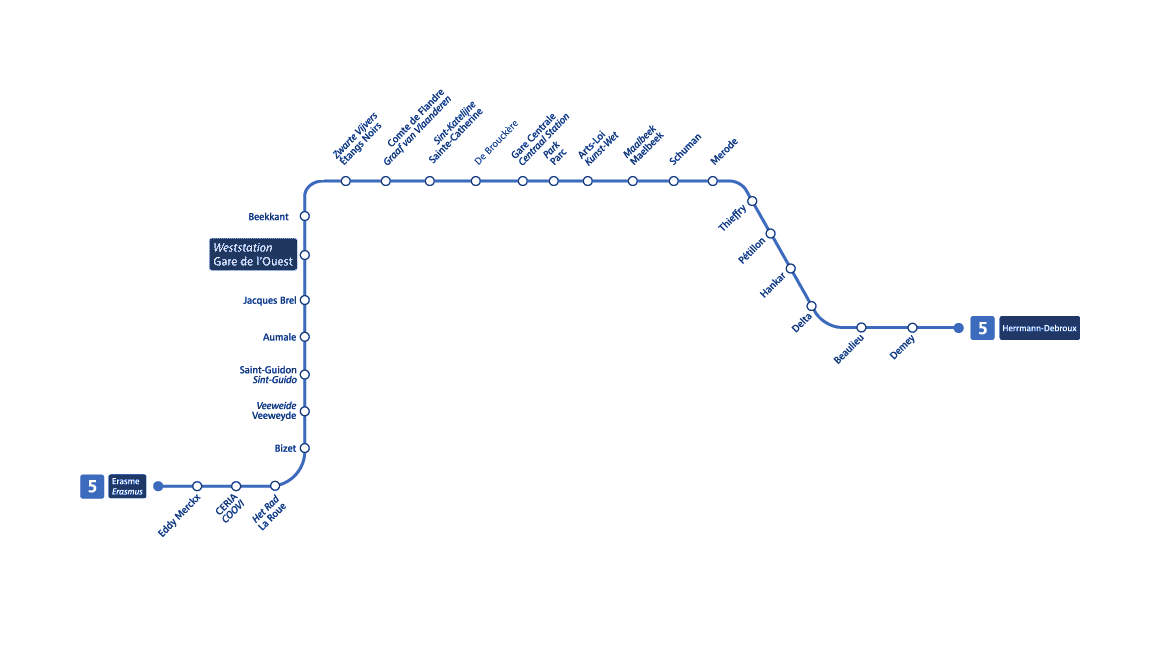 Zwarte Vijvers
Étangs Noirs
Comte de Flandre
Graaf van Vlaanderen
Sint-Katelijne
Sainte-Catherine
De Brouckère
Gare Centrale
Centraal Station
Park
Parc
Arts-Loi
Kunst-Wet
Maalbeek
Maelbeek
Schuman
Merode
Thieffry
Pétillon
Hankar
Delta
Beaulieu
Demey
5
Herrmann-Debroux
Beekkant
Weststation
Gare de l'Ouest
Jacques Brel
Aumale
Saint-Guidon
Sint-Guido
Veeweide
Veeweyde
Bizet
5
Erasme
Erasmus
Eddy Merckx
CERIA
COOVI
Het Rad
La Roue